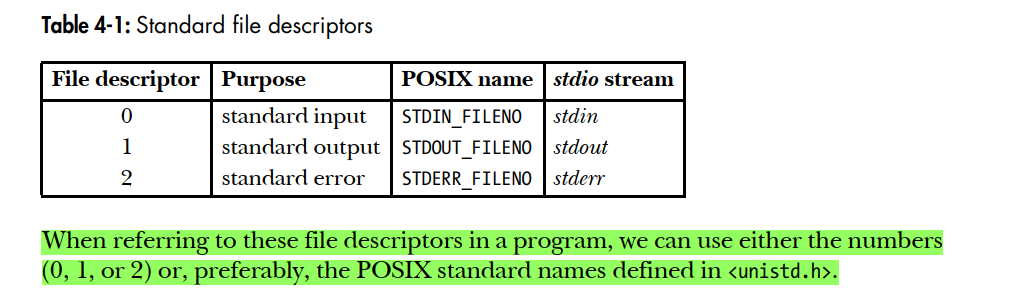 Table 4-1: Standard file descriptors
File descriptor Purpose POSIX name stdio stream
0 standard input STDIN_FILENO stdin
1 standard output STDOUT_FILENO stdout
2 standard error STDERR_FILENO stderr
When referring to these file descriptors in a program, we can use either the numbers
(0, 1, or 2) or, preferably, the POSIX standard names defined in <unistd.h>.